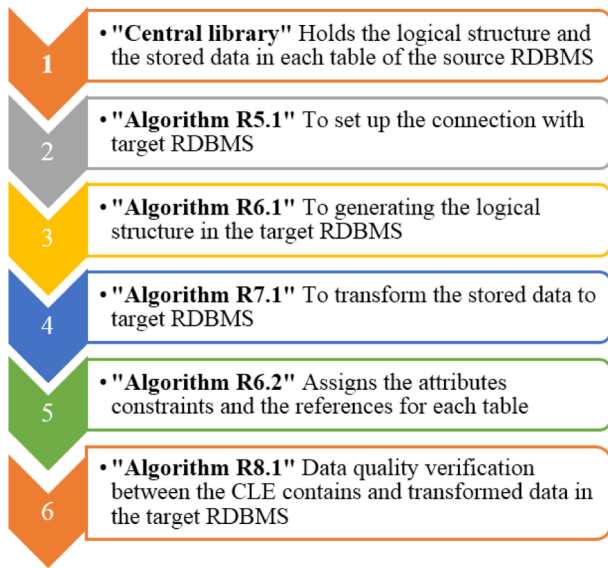 1
• "Central library" Holds the logical structure and
the stored data in each table of the source RDBMS
2
• "Algorithm R5.1" To set up the connection with
target RDBMS
3
• "Algorithm R6.1" To generating the logical
structure in the target RDBMS
4
• "Algorithm R7.1" To transform the stored data to
target RDBMS
5
• "Algorithm R6.2" Assigns the attributes
constraints and the references for each table
6
• "Algorithm R8.1" Data quality verification
between the CLE contains and transformed data in
the target RDBMS